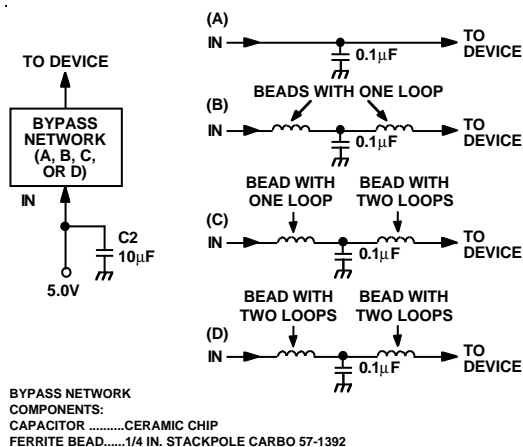 TO DEVICE
BYPASS
NETWORK
(A, B, C,
OR D)
IN
C2
10µF
5.0V
(A)
IN
0.1µF
TO
DEVICE
BEADS WITH ONE LOOP
(B)
IN
0.1µF
TO
DEVICE
BEAD WITH
ONE LOOP
BEAD WITH
TWO LOOPS
(C)
IN
0.1µF
TO
DEVICE
BEAD WITH
TWO LOOPS
BEAD WITH
TWO LOOPS
(D)
IN
0.1µF
TO
DEVICE
BYPASS NETWORK
COMPONENTS:
CAPACITOR ..........CERAMIC CHIP
FERRITE BEAD......1/4 IN. STACKPOLE CARBO 57-1392